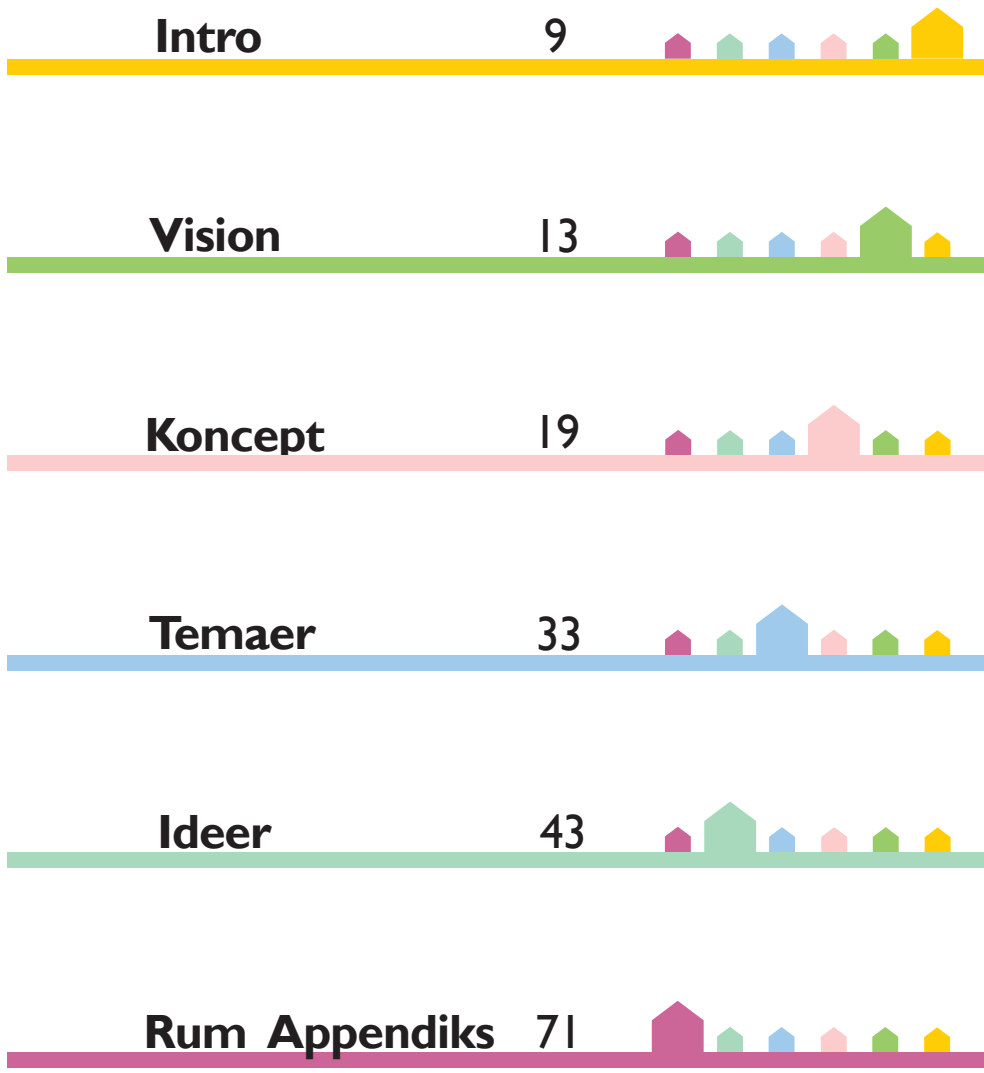 Intro 9
Vision 13
Koncept 19
Temaer 33
Ideer 43
Rum Appendiks 71